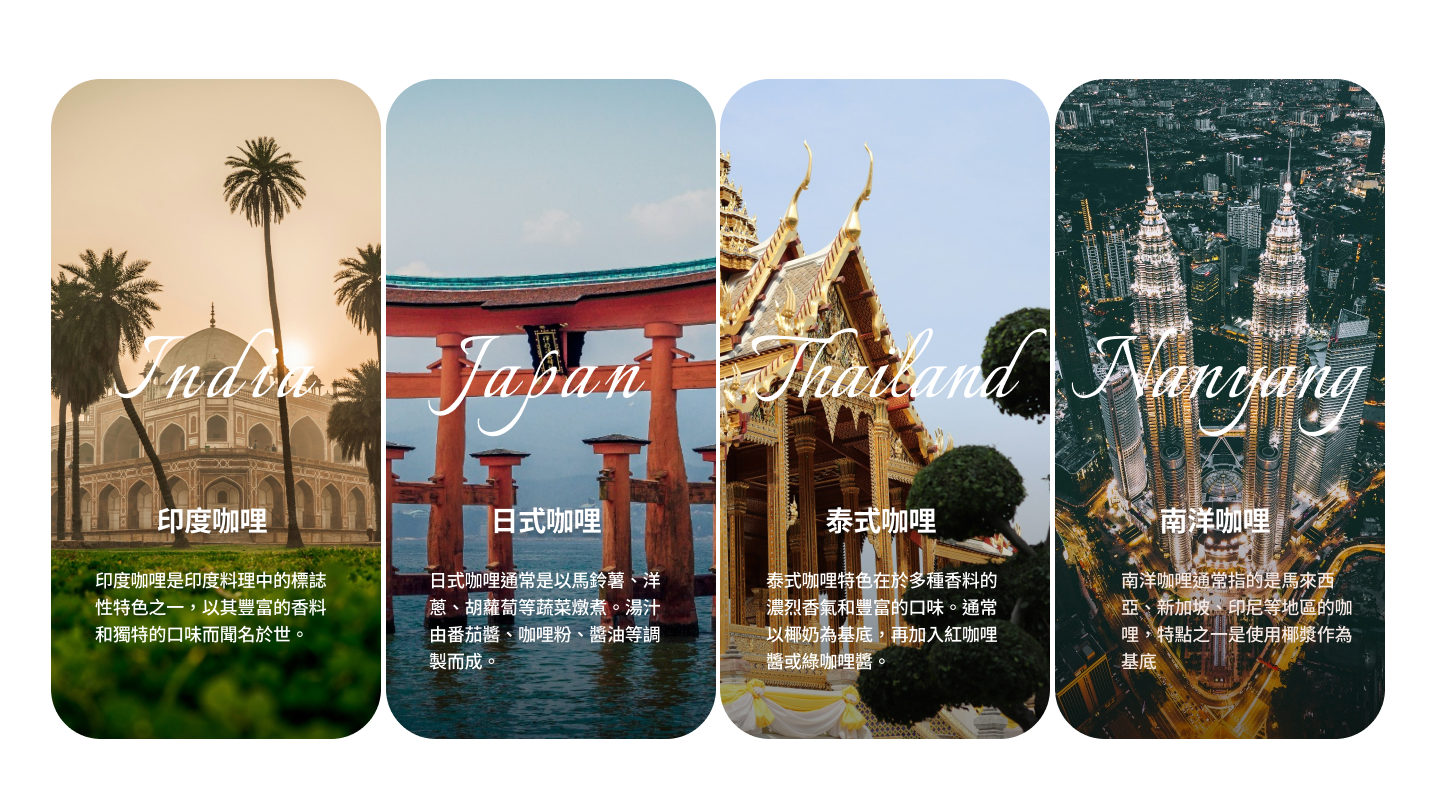 India
印度咖哩
印度咖哩是印度料理中的標誌
性特色之一，以其豐富的香料
和獨特的口味而聞名於世。
Japan
日式咖哩
日式咖哩通常是以馬鈴薯、洋
蔥、胡蘿蔔等蔬菜燉煮。湯汁
由番茄醬、咖哩粉、醬油等調
製而成。
Thailand
泰式咖哩
泰式咖哩特色在於多種香料的
濃烈香氣和豐富的口味。通常
以椰奶為基底，再加入紅咖哩
醬或綠咖哩醬。
Nanyang
南洋咖哩
南洋咖哩通常指的是馬來西
亞、新加坡、印尼等地區的咖
哩，特點之一是使用椰漿作為
基底